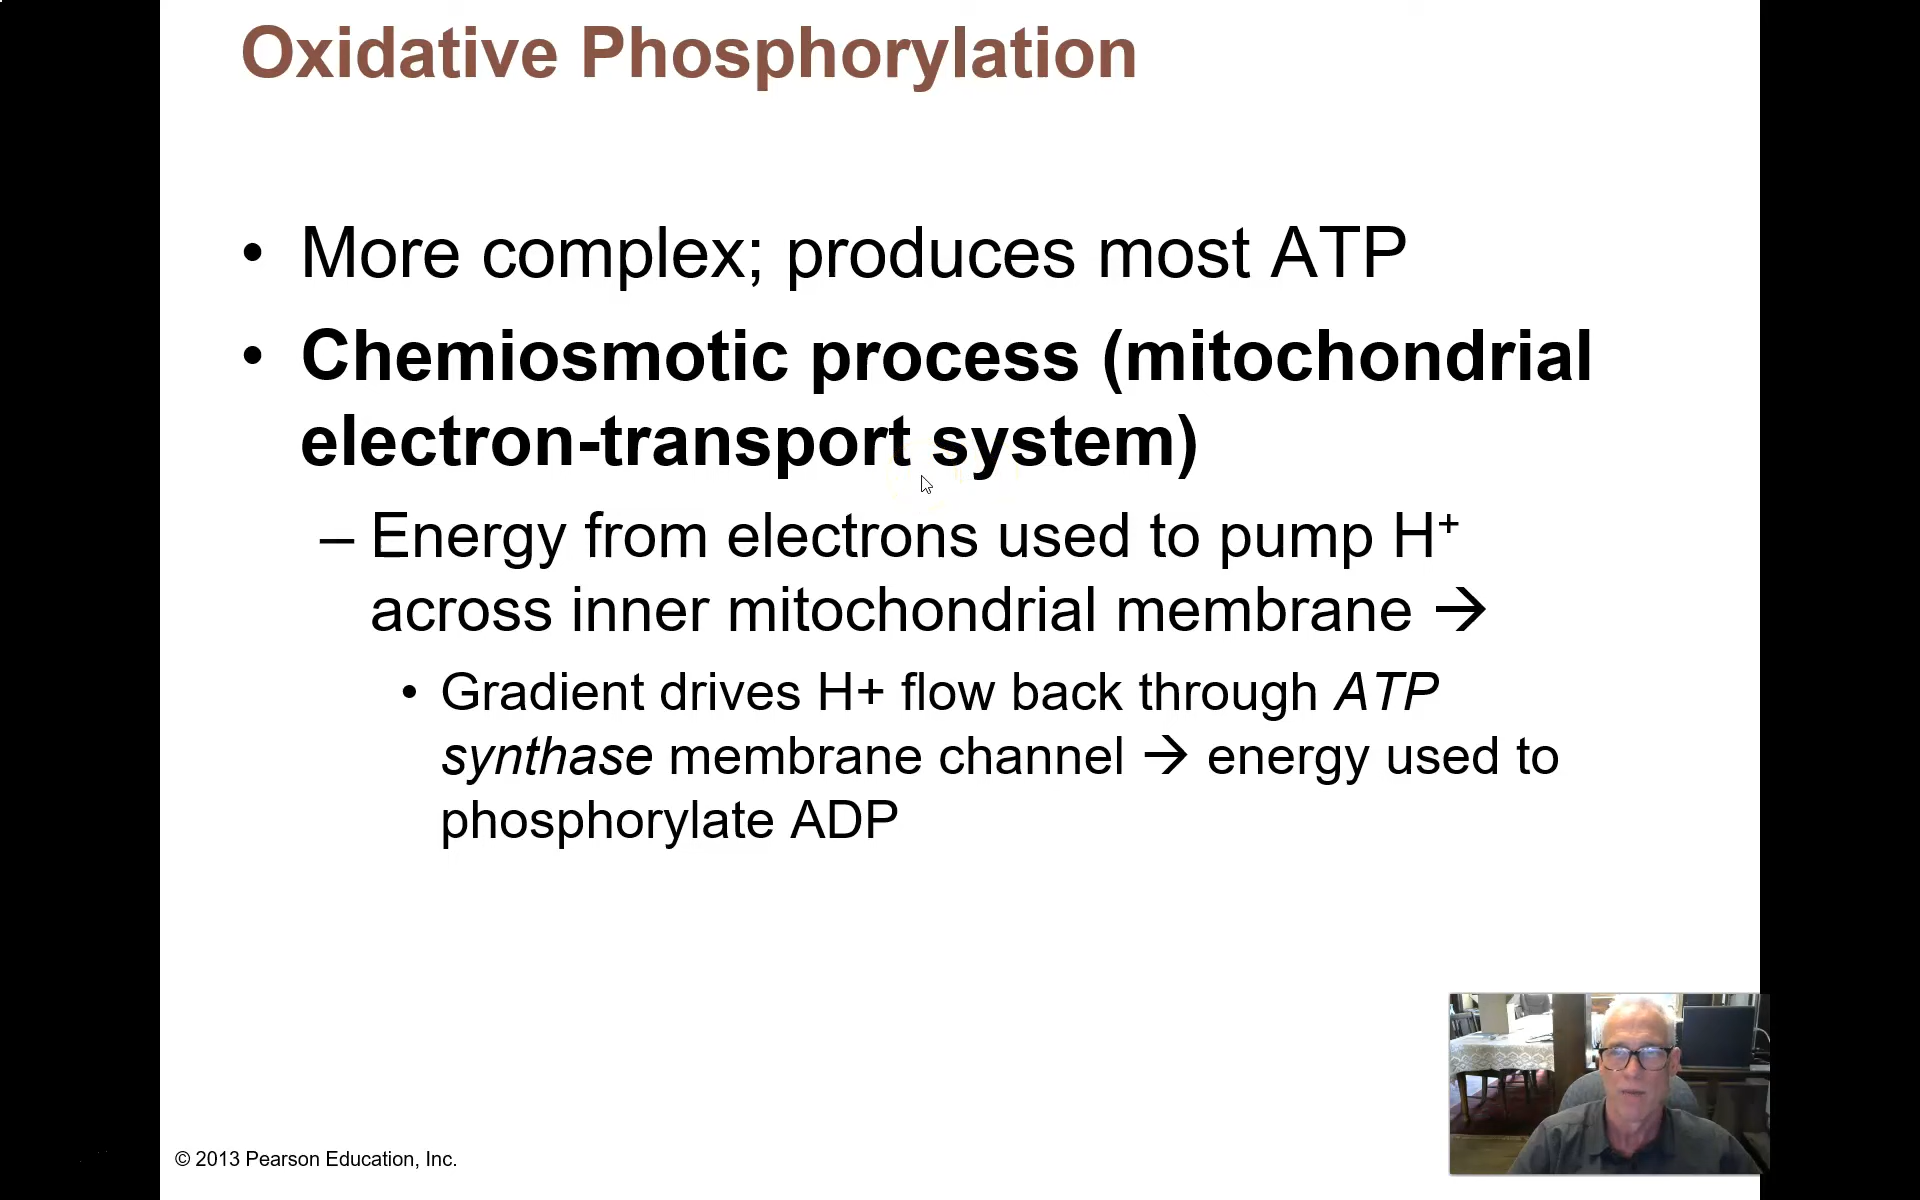 Oxidative Phosphorylation
• More complex; produces most ATP
• Chemiosmotic process (mitochondrial
electron-transport system)
– Energy from electrons used to pump H⁺
across inner mitochondrial membrane →
• Gradient drives H+ flow back through ATP
synthase membrane channel → energy used to
phosphorylate ADP
© 2013 Pearson Education, Inc.